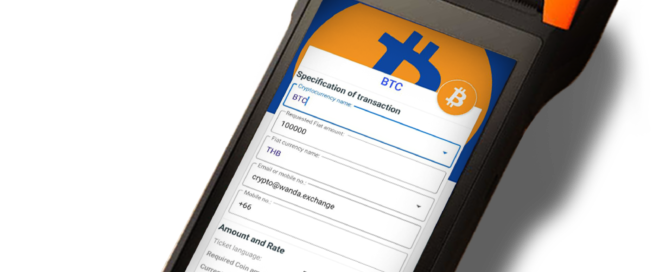 BTC
Specification of transaction
Cryptocurrency name:
BTC
Requested Fiat amount:
100000
Fiat currency name:
THB
Email or mobile no.:
crypto@wanda.exchange
Mobile no.:
+66
Amount and Rate
Ticket language:
Required Coin